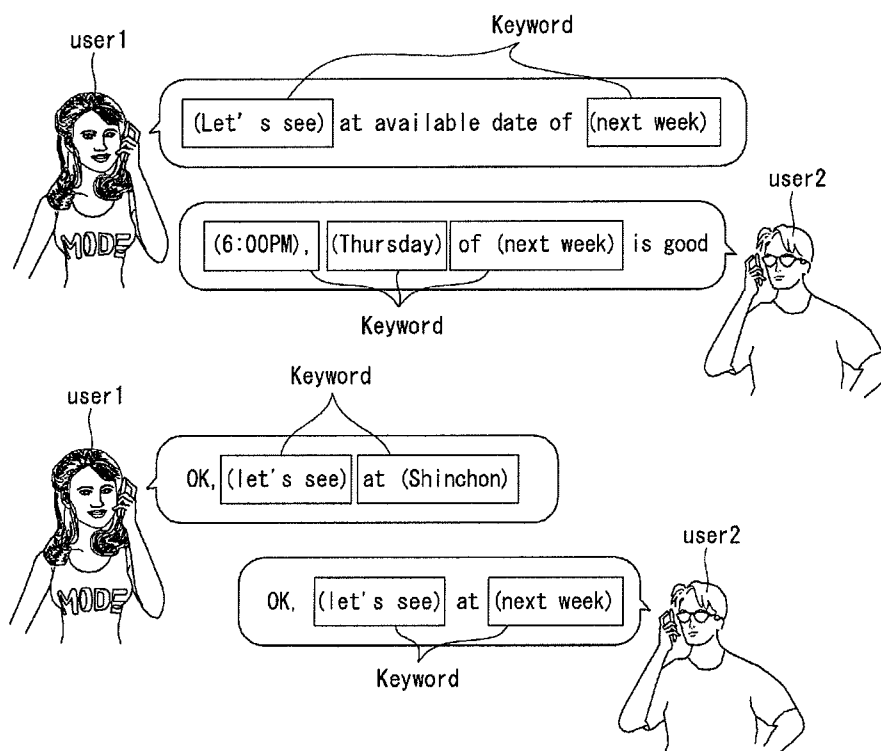 Keyword
user1
(Let's see) at available date of (next week)
user2
MODE
(6:00PM), (Thursday) of (next week) is good
Keyword
Keyword
user1
OK, (let's see) at (Shinchon)
user2
MODE
OK, (let's see) at (next week)
Keyword